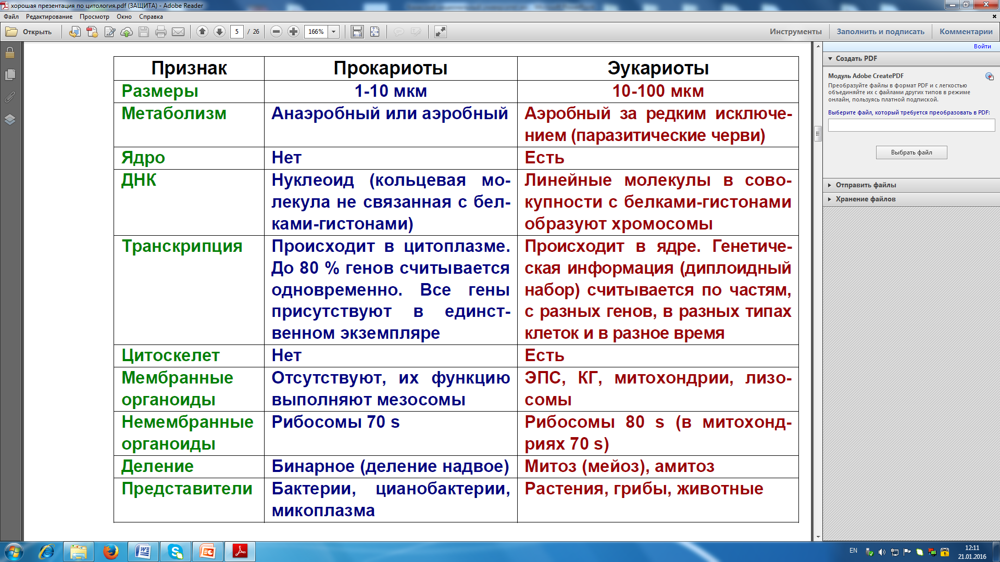 хорошая презентация по цитология.pdf (ЗАЩИТА) - Adobe Reader
Файл Редактирование Просмотр Окно Справка
Открыть 5 / 26 166% Инструменты Заполнить и подписать Комментарии
Войти
Создать PDF
Модуль Adobe CreatePDF
Преобразуйте файлы в формат PDF и с легкостью
объединяйте их с файлами других типов в режиме
онлайн, пользуясь платной подпиской.
Выберите файл, который требуется преобразовать в PDF:
Выбрать файл
Отправить файлы
Хранение файлов
Признак Прокариоты Эукариоты
Размеры 1-10 мкм 10-100 мкм
Метаболизм Анаэробный или аэробный Аэробный за редким исключе-
нием (паразитические черви)
Ядро Нет Есть
ДНК Нуклеоид (кольцевая мо- Линейные молекулы в сово-
лекула не связанная с бел- купности с белками-гистонами
ками-гистонами) образуют хромосомы
Транскрипция Происходит в цитоплазме. Происходит в ядре. Генетиче-
До 80 % генов считывается ская информация (диплоидный
одновременно. Все гены набор) считывается по частям,
присутствуют в единст- с разных генов, в разных типах
венном экземпляре клеток и в разное время
Цитоскелет Нет Есть
Мембранные Отсутствуют, их функцию ЭПС, КГ, митохондрии, лизо-
органоиды выполняют мезосомы сомы
Немембранные Рибосомы 70 s Рибосомы 80 s (в митохонд-
органоиды риях 70 s)
Деление Бинарное (деление надвое) Митоз (мейоз), амитоз
Представители Бактерии, цианобактерии, Растения, грибы, животные
микоплазма
EN 12:11
21.01.2016